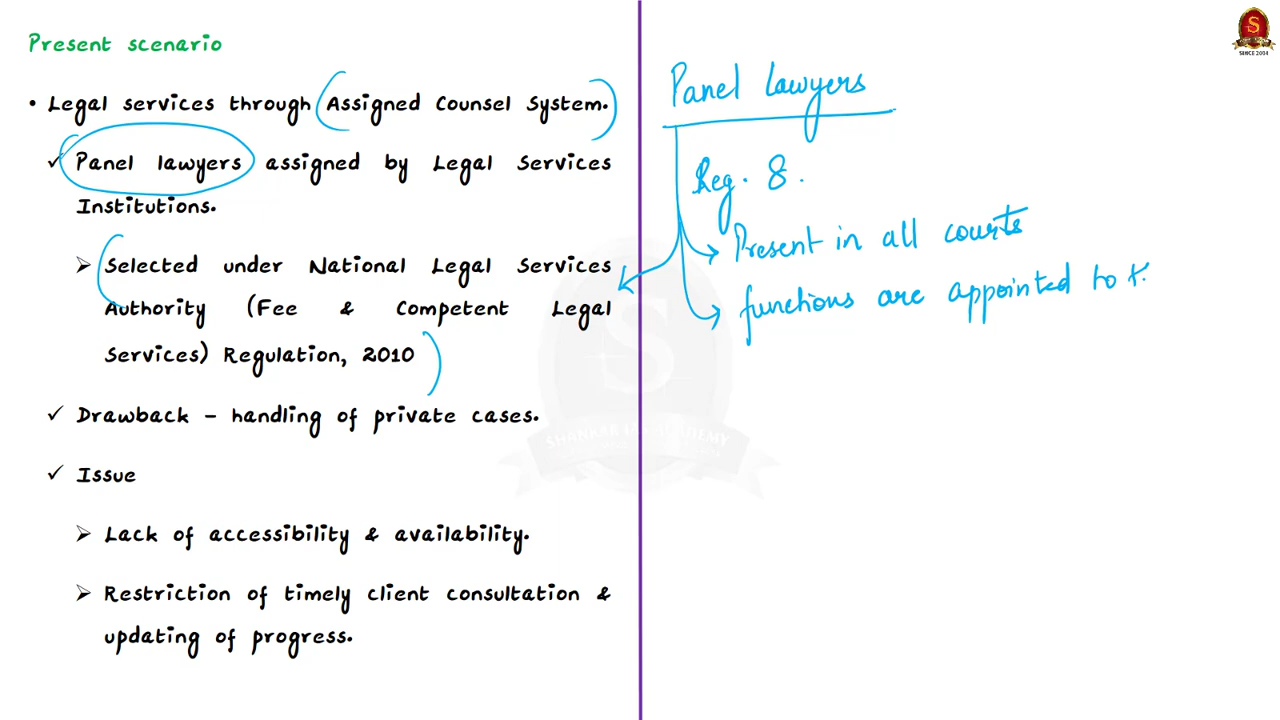 Present scenario
• Legal services through Assigned Counsel System.
✓ Panel lawyers assigned by Legal Services
Institutions.
➢ Selected under National Legal Services
Authority (Fee & Competent Legal
Services) Regulation, 2010
✓ Drawback – handling of private cases.
✓ Issue
➢ Lack of accessibility & availability.
➢ Restriction of timely client consultation &
updating of progress.
Panel lawyers
Reg. 8.
Present in all courts
functions are appointed to
S
SINCE 2004